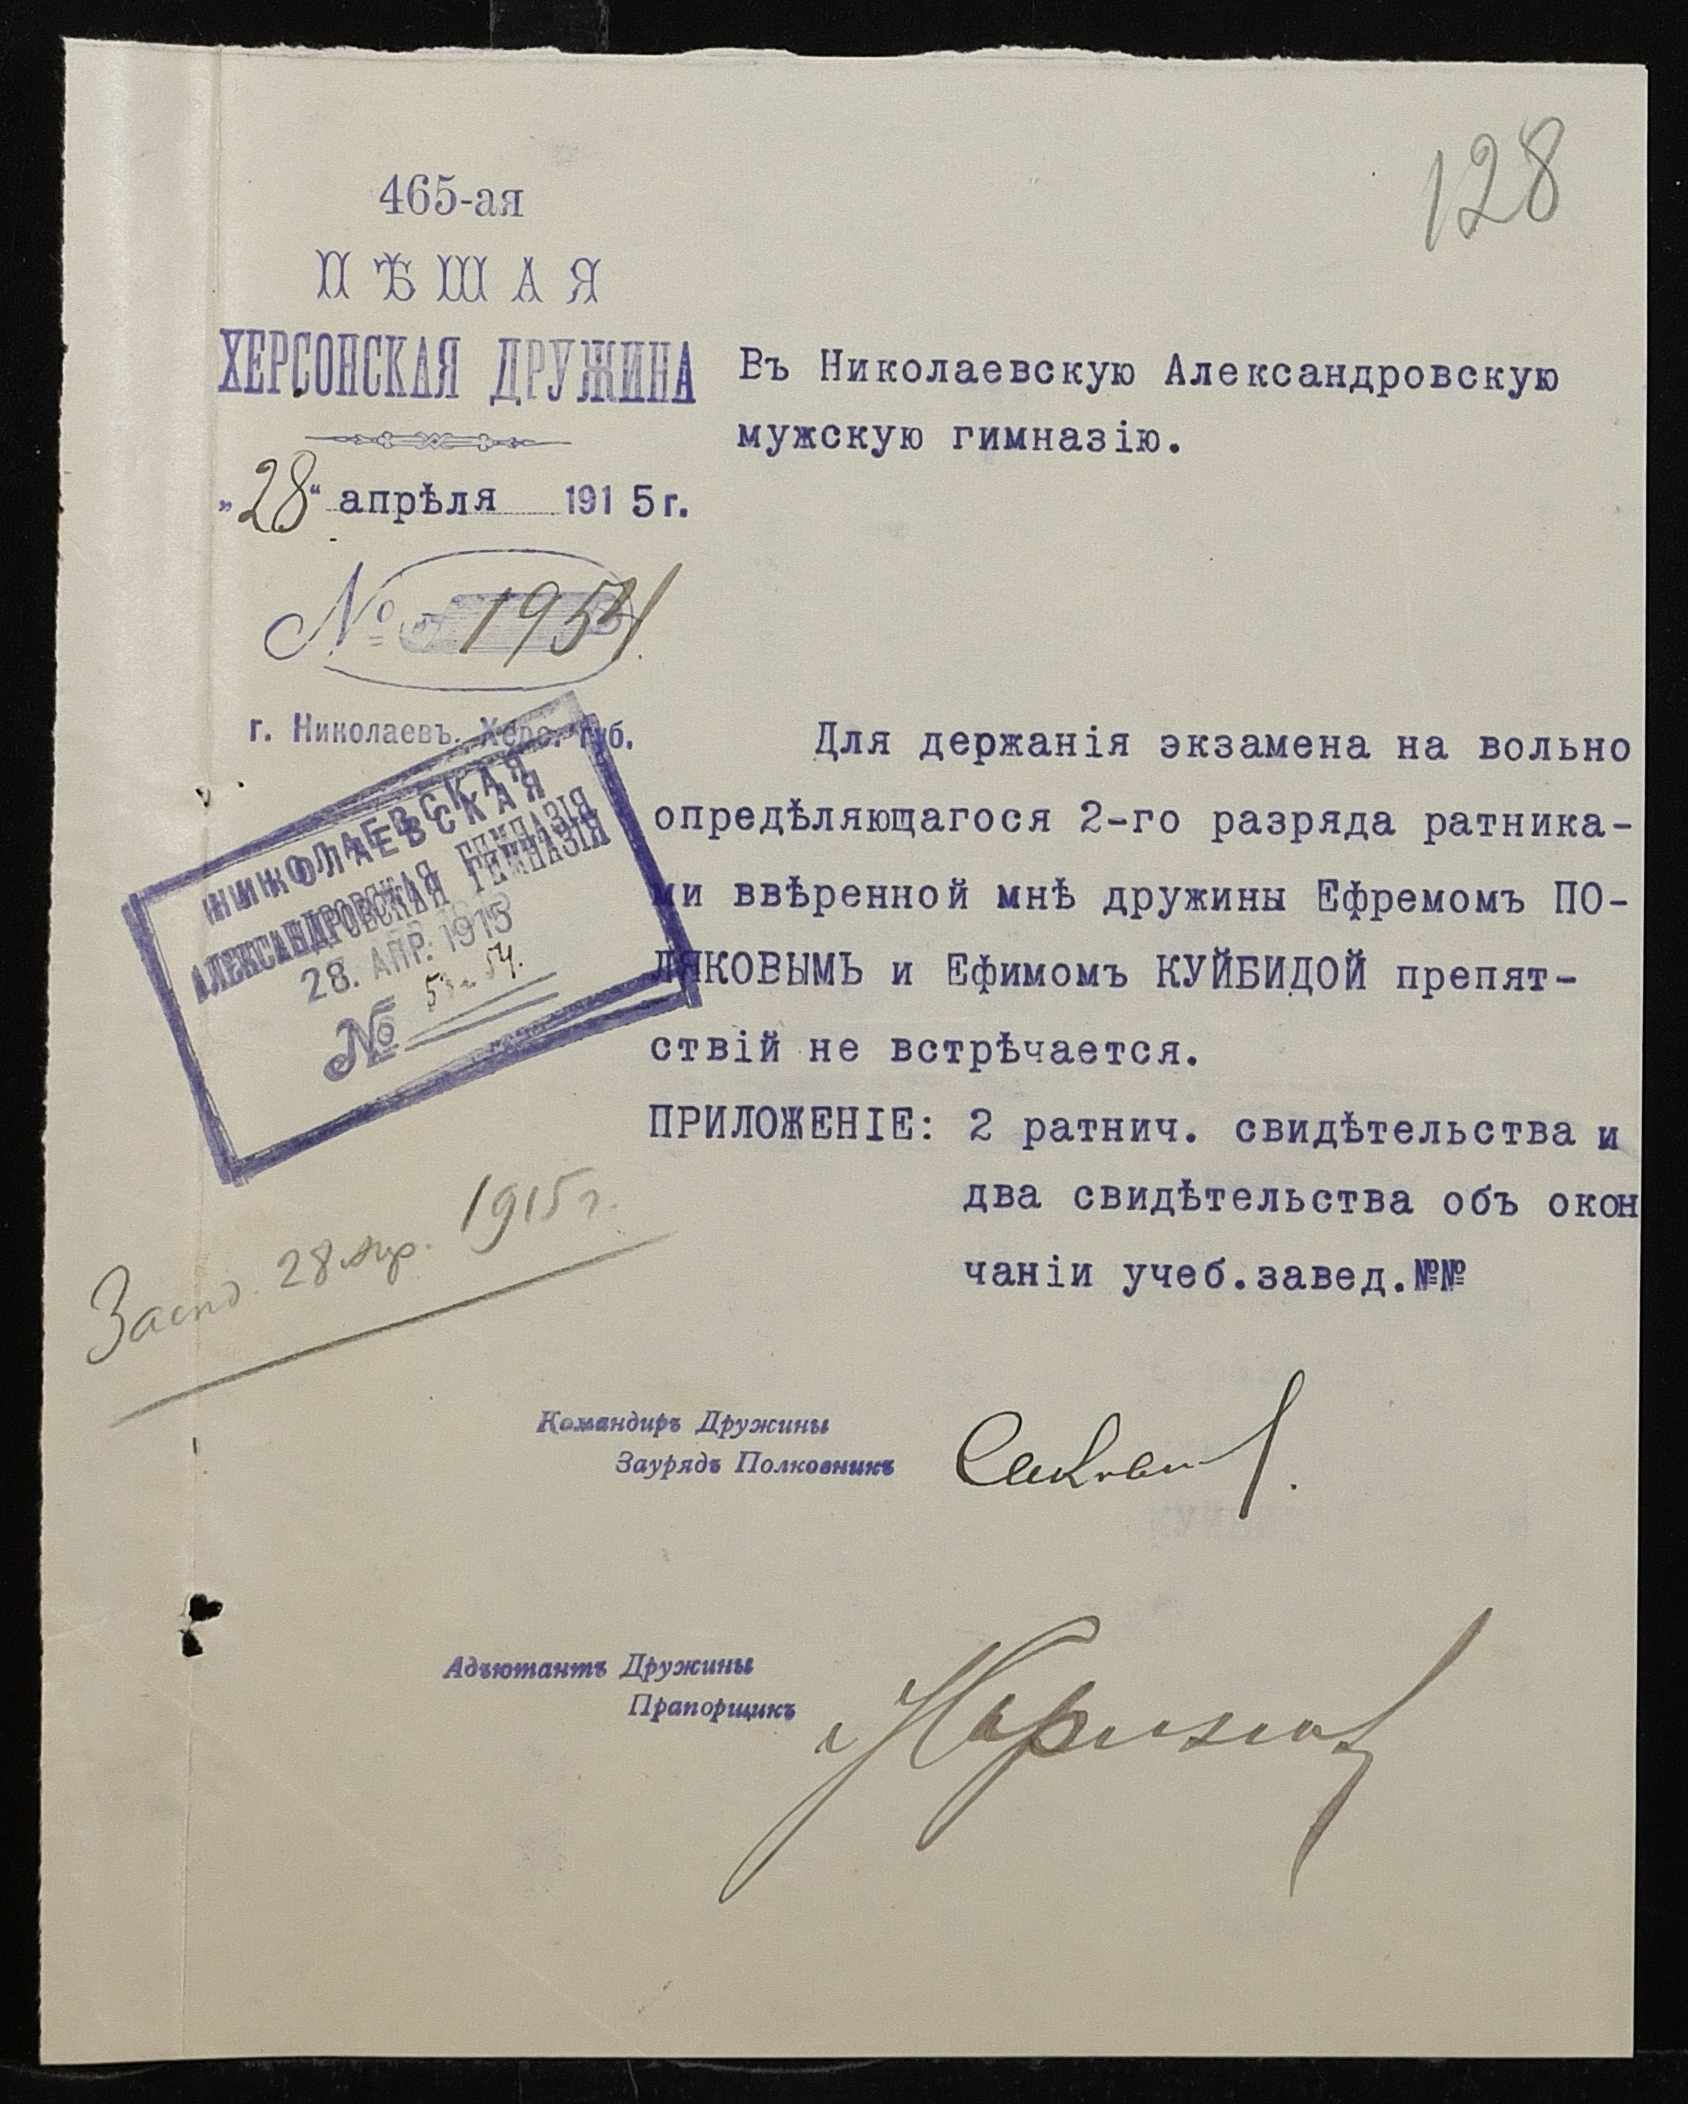 128
465-ая
ПѢШАЯ
ХЕРСОНСКАЯ ДРУЖИНА
„28“ апрѣля 1915 г.
№ 1954
г. Николаевъ, Херс. губ.
Въ Николаевскую Александровскую
мужскую гимназію.
НИКОЛАЕВСКАЯ
АЛЕКСАНДРОВСКАЯ ГИМНАЗІЯ
28. АПР. 1915
№
28 апр. 1915 г.
Для держанія экзамена на вольно
опредѣляющагося 2-го разряда ратника-
ми ввѣренной мнѣ дружины Ефремомъ ПО-
ЛЯКОВЫМЪ и Ефимомъ КУЙБИДОЙ препят-
ствій не встрѣчается.
ПРИЛОЖЕНІЕ: 2 ратнич. свидѣтельства и
два свидѣтельства объ окон
чаніи учеб.завед.№№
Командиръ Дружины
Заурядъ Полковникъ
Адъютантъ Дружины
Прапорщикъ